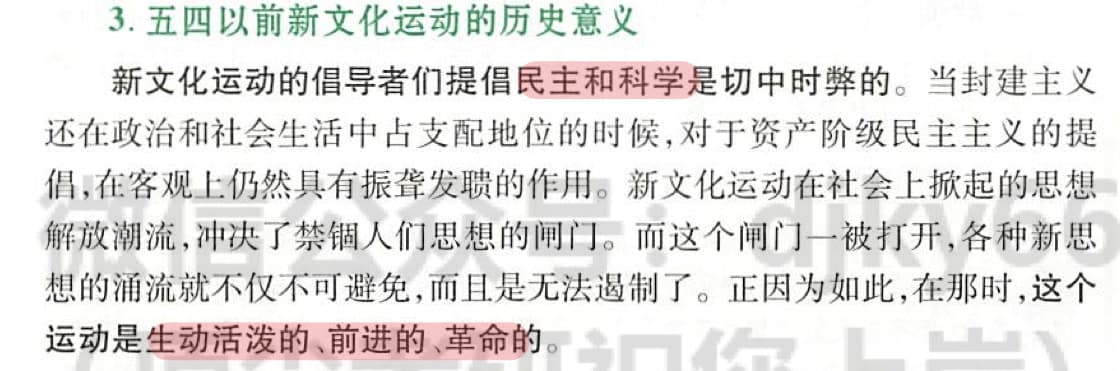 3. 五四以前新文化运动的历史意义
新文化运动的倡导者们提倡民主和科学是切中时弊的。当封建主义
还在政治和社会生活中占支配地位的时候,对于资产阶级民主主义的提
倡,在客观上仍然具有振聋发聩的作用。新文化运动在社会上掀起的思想
解放潮流,冲决了禁锢人们思想的闸门。而这个闸门一被打开,各种新思
想的涌流就不仅不可避免,而且是无法遏制了。正因为如此,在那时,这个
运动是生动活泼的、前进的、革命的。
微信公众号: djky66
祝您上岸)